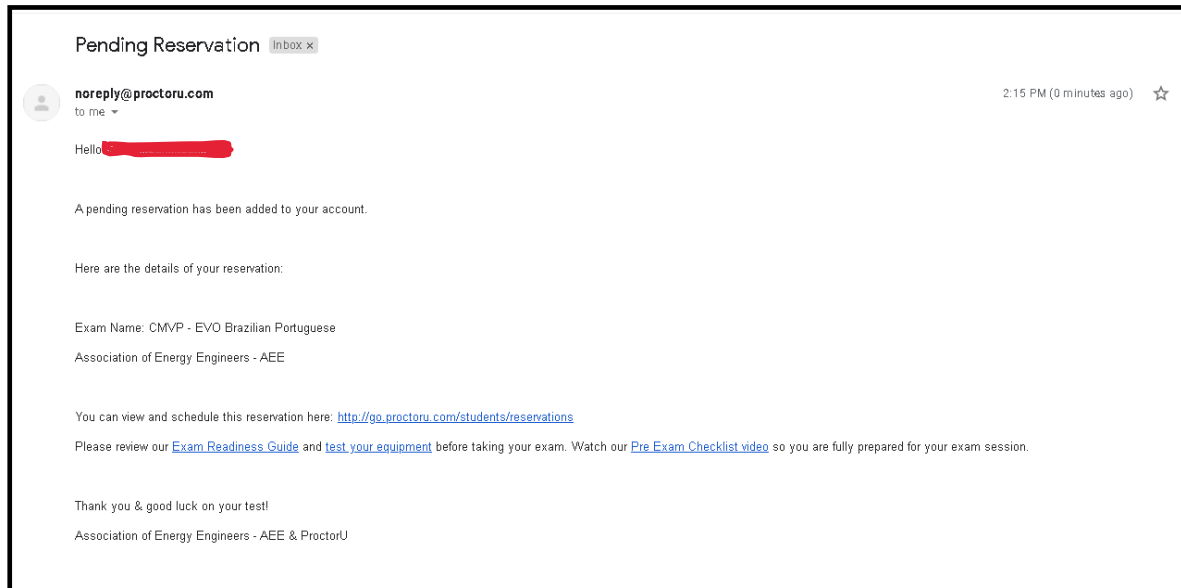 Pending Reservation Inbox x
noreply@proctoru.com 2:15 PM (0 minutes ago)
to me
Hello
A pending reservation has been added to your account.
Here are the details of your reservation:
Exam Name: CMVP - EVO Brazilian Portuguese
Association of Energy Engineers - AEE
You can view and schedule this reservation here: http://go.proctoru.com/students/reservations
Please review our Exam Readiness Guide and test your equipment before taking your exam. Watch our Pre Exam Checklist video so you are fully prepared for your exam session.
Thank you & good luck on your test!
Association of Energy Engineers - AEE & ProctorU